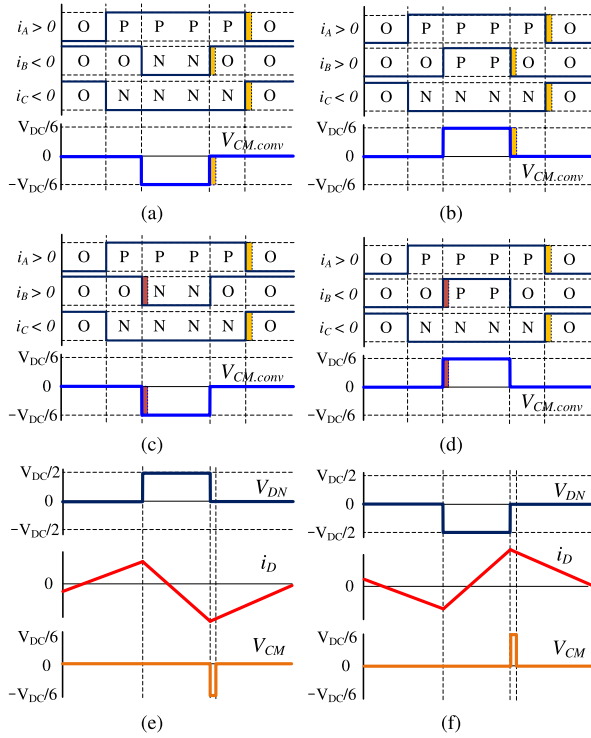 i_A > 0 O P P P P O
i_B < 0 O O N N O O
i_C < 0 O N N N N O
V_DC/6
0
−V_DC/6
V_CM.conv
(a)
i_A > 0 O P P P P O
i_B > 0 O O P P O O
i_C < 0 O N N N N O
V_DC/6
0
−V_DC/6
V_CM.conv
(b)
i_A > 0 O P P P P O
i_B > 0 O O N N O O
i_C < 0 O N N N N O
V_DC/6
0
−V_DC/6
V_CM.conv
(c)
i_A > 0 O P P P P O
i_B < 0 O O P P O O
i_C < 0 O N N N N O
V_DC/6
0
−V_DC/6
V_CM.conv
(d)
V_DC/2
0
−V_DC/2
V_DN
i_D
0
V_DC/6
0
−V_DC/6
V_CM
(e)
V_DC/2
0
−V_DC/2
V_DN
i_D
0
V_DC/6
0
−V_DC/6
V_CM
(f)